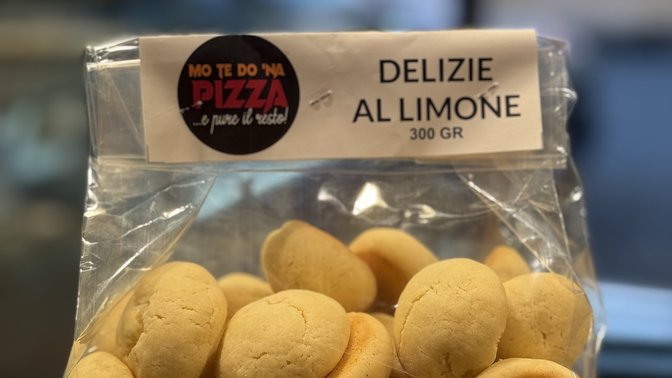 MO TE DO 'NA
PIZZA
...e pure il resto!
DELIZIE
AL LIMONE
300 GR